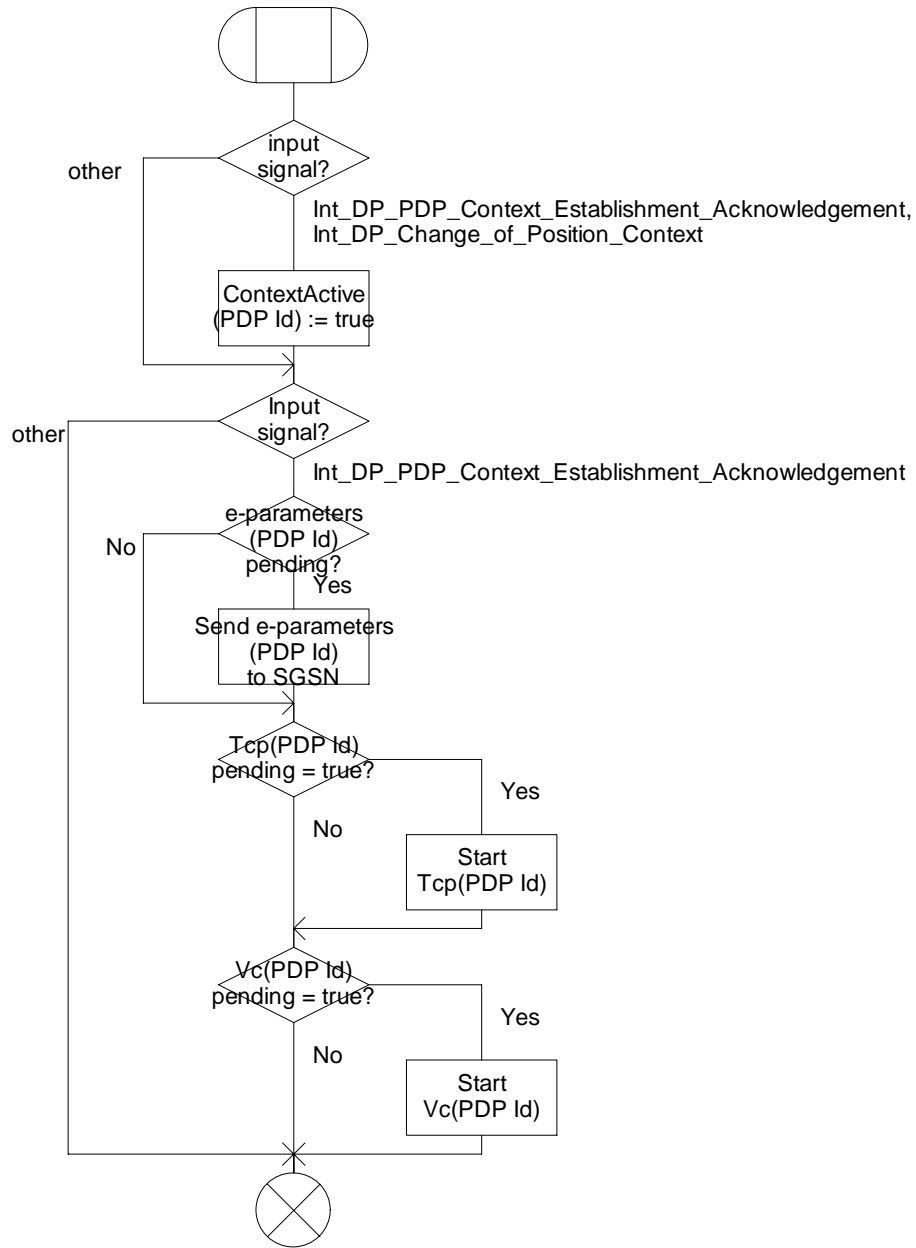 input
signal?
other
Int_DP_PDP_Context_Establishment_Acknowledgement,
Int_DP_Change_of_Position_Context
ContextActive
(PDP Id) := true
Input
signal?
other
Int_DP_PDP_Context_Establishment_Acknowledgement
e-parameters
(PDP Id)
pending?
No
Yes
Send e-parameters
(PDP Id)
to SGSN
Tcp(PDP Id)
pending = true?
Yes
No
Start
Tcp(PDP Id)
Vc(PDP Id)
pending = true?
Yes
No
Start
Vc(PDP Id)